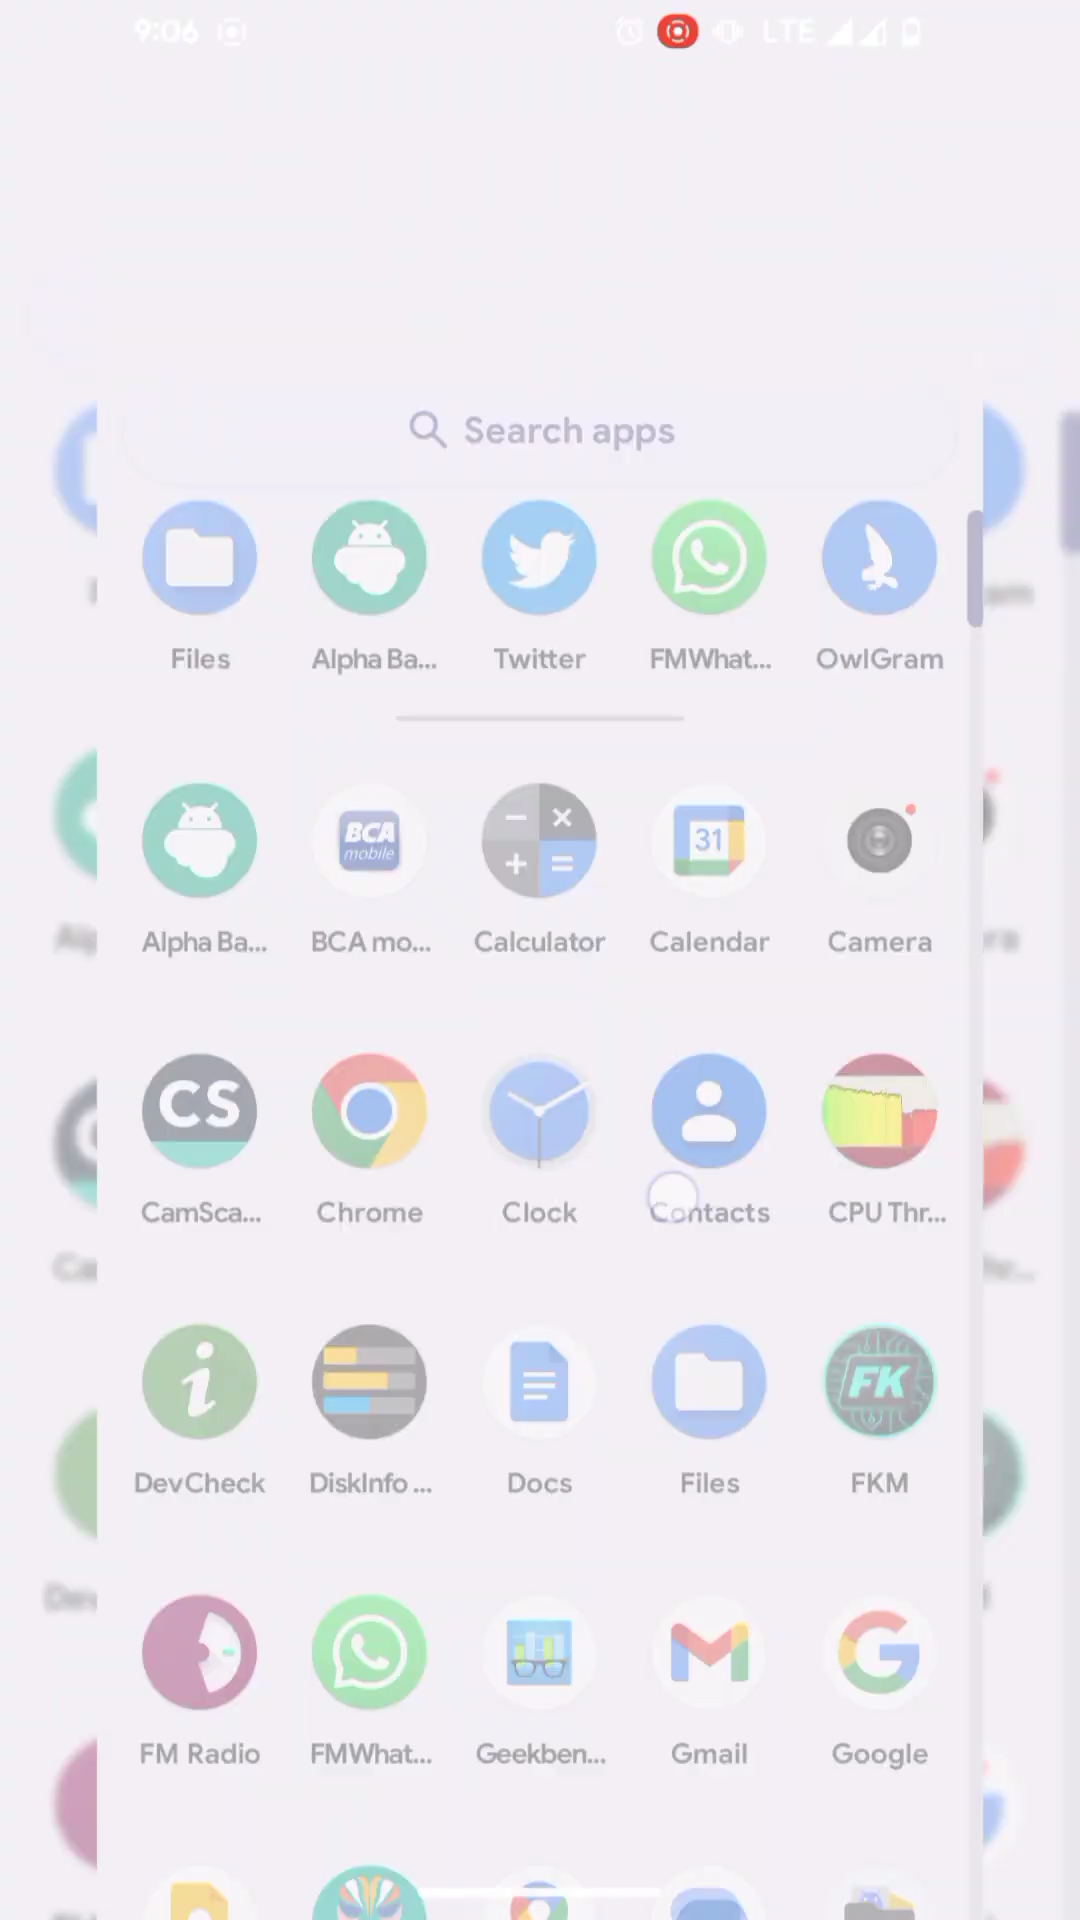 9:06 LTE
Search apps
Files Alpha Ba... Twitter FMWhat... OwlGram
BCA
mobile
31
Alpha Ba... BCA mo... Calculator Calendar Camera
CS
CamSca... Chrome Clock Contacts CPU Thr...
FK
DevCheck DiskInfo ... Docs Files FKM
FM Radio FMWhat... Geekben... Gmail Google